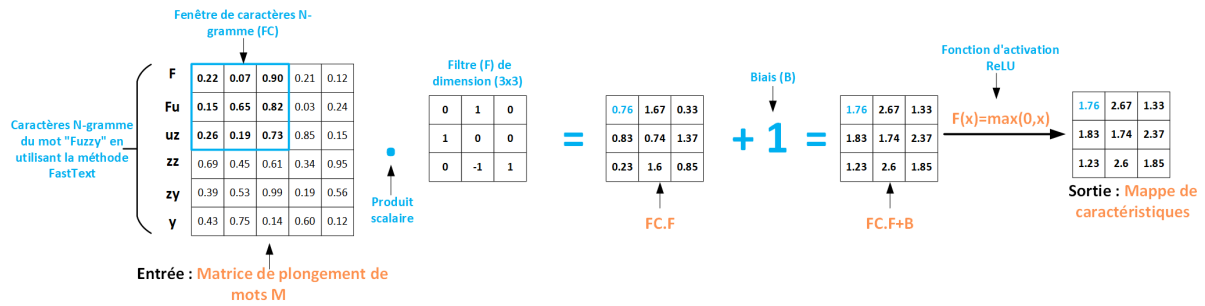 Fenêtre de caractères N-
gramme (FC)
Caractères N-gramme
du mot "Fuzzy" en
utilisant la méthode
FastText
F 0.22 0.07 0.90 0.21 0.12
Fu 0.15 0.65 0.82 0.03 0.24
uz 0.26 0.19 0.73 0.85 0.15
zz 0.69 0.45 0.61 0.34 0.95
zy 0.39 0.53 0.99 0.19 0.56
y 0.43 0.75 0.14 0.60 0.12
Entrée : Matrice de plongement de
mots M
.
Produit
scalaire
Filtre (F) de
dimension (3x3)
0 1 0
1 0 0
0 -1 1
=
0.76 1.67 0.33
0.83 0.74 1.37
0.23 1.6 0.85
FC.F
Biais (B)
+ 1 =
1.76 2.67 1.33
1.83 1.74 2.37
1.23 2.6 1.85
FC.F+B
Fonction d'activation
ReLU
F(x)=max(0,x)
1.76 2.67 1.33
1.83 1.74 2.37
1.23 2.6 1.85
Sortie : Mappe de
caractéristiques